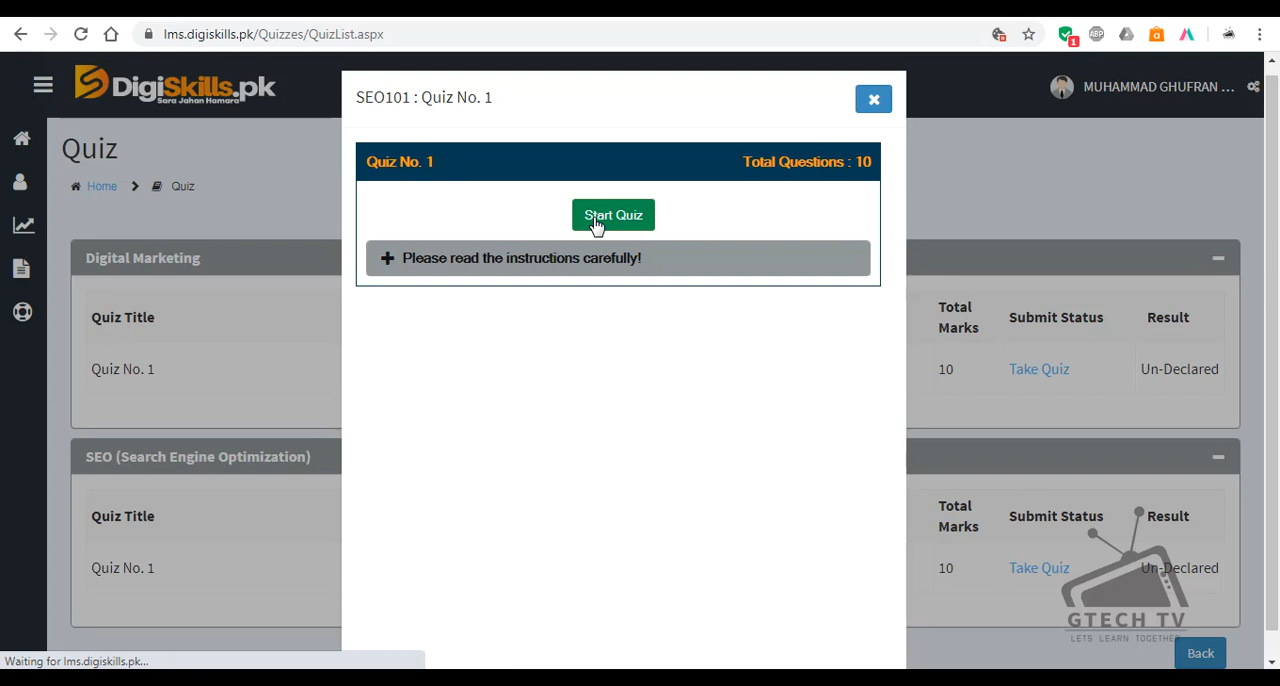 lms.digiskills.pk/Quizzes/QuizList.aspx
1
ABP
a
DigiSkills.pk
Sara Jahan Hamara
MUHAMMAD GHUFRAN ...
SEO101 : Quiz No. 1
Quiz
Home Quiz
Quiz No. 1 Total Questions : 10
Start Quiz
Please read the instructions carefully!
Digital Marketing
Quiz Title Total Marks Submit Status Result
Quiz No. 1 10 Take Quiz Un-Declared
SEO (Search Engine Optimization)
Quiz Title Total Marks Submit Status Result
Quiz No. 1 10 Take Quiz Un-Declared
GTECH TV
LETS LEARN TOGETHER
Back
Waiting for lms.digiskills.pk...